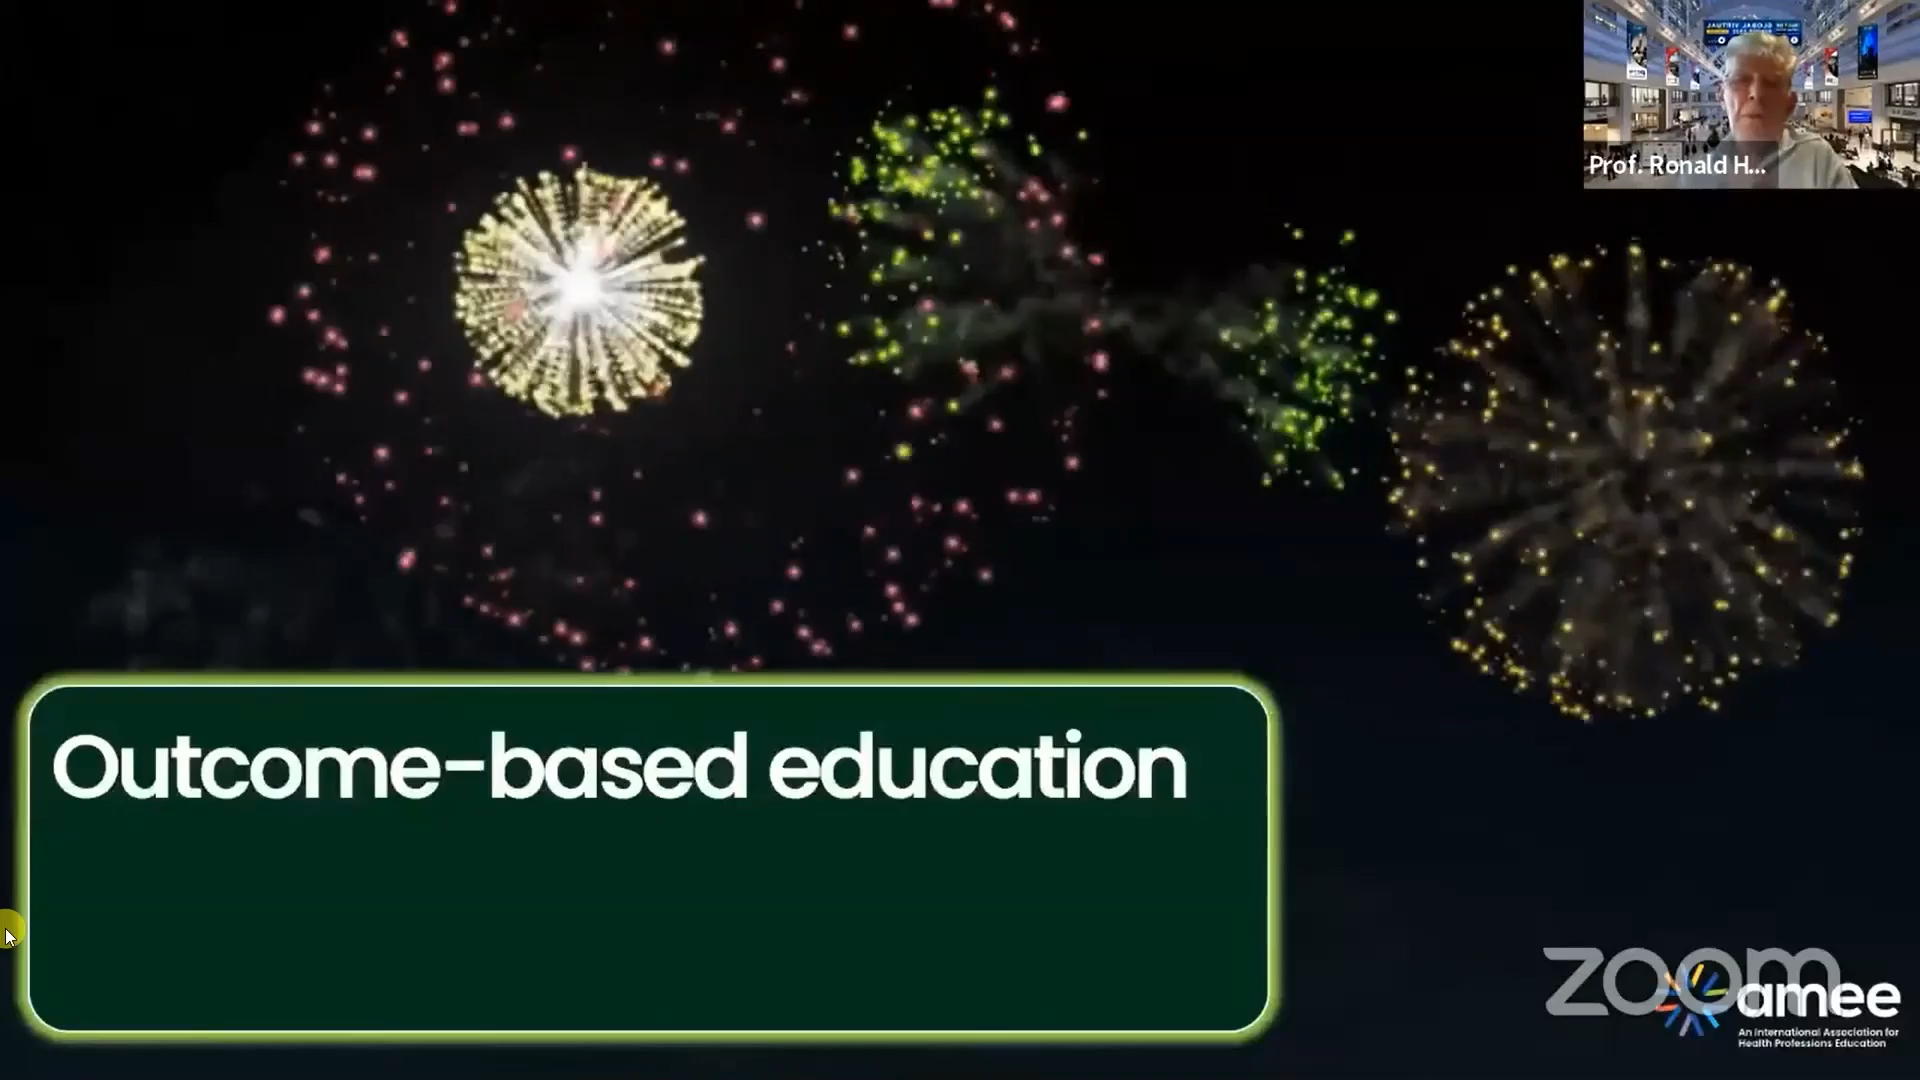 Prof. Ronald H...
Outcome-based education
zoom
amee
An International Association for
Health Professions Education